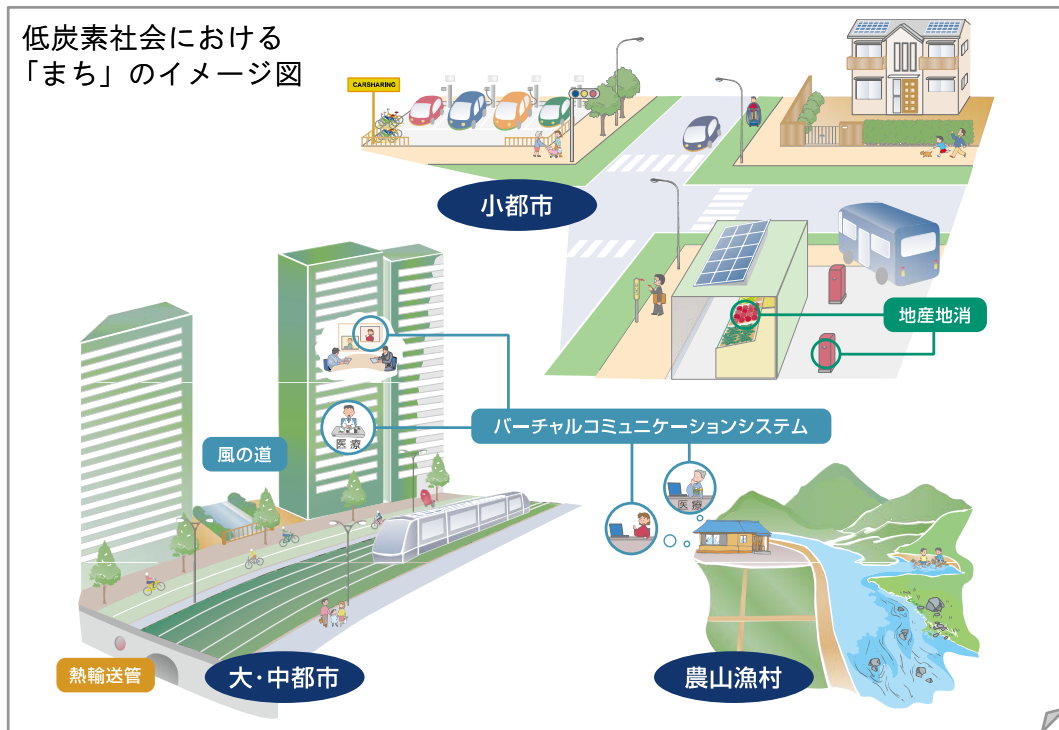 低炭素社会における
「まち」のイメージ図
CARSHARING
小都市
地産地消
バーチャルコミュニケーションシステム
医療
風の道
医療
熱輸送管
大・中都市
農山漁村